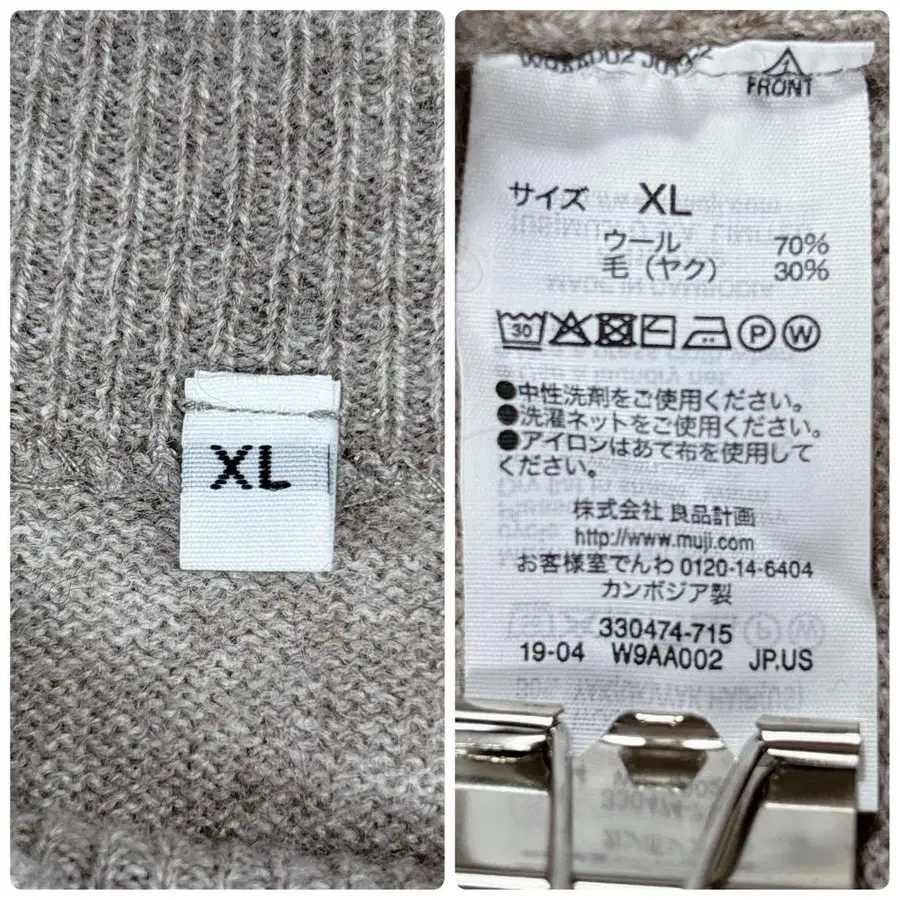 XL
FRONT
サイズ XL
ウール 70%
毛（ヤク） 30%
30
P W
●中性洗剤をご使用ください。
●洗濯ネットをご使用ください。
●アイロンはあて布を使用して
ください。
株式会社 良品計画
http://www.muji.com
お客様室でんわ 0120-14-6404
カンボジア製
330474-715
19-04 W9AA002 JP.US